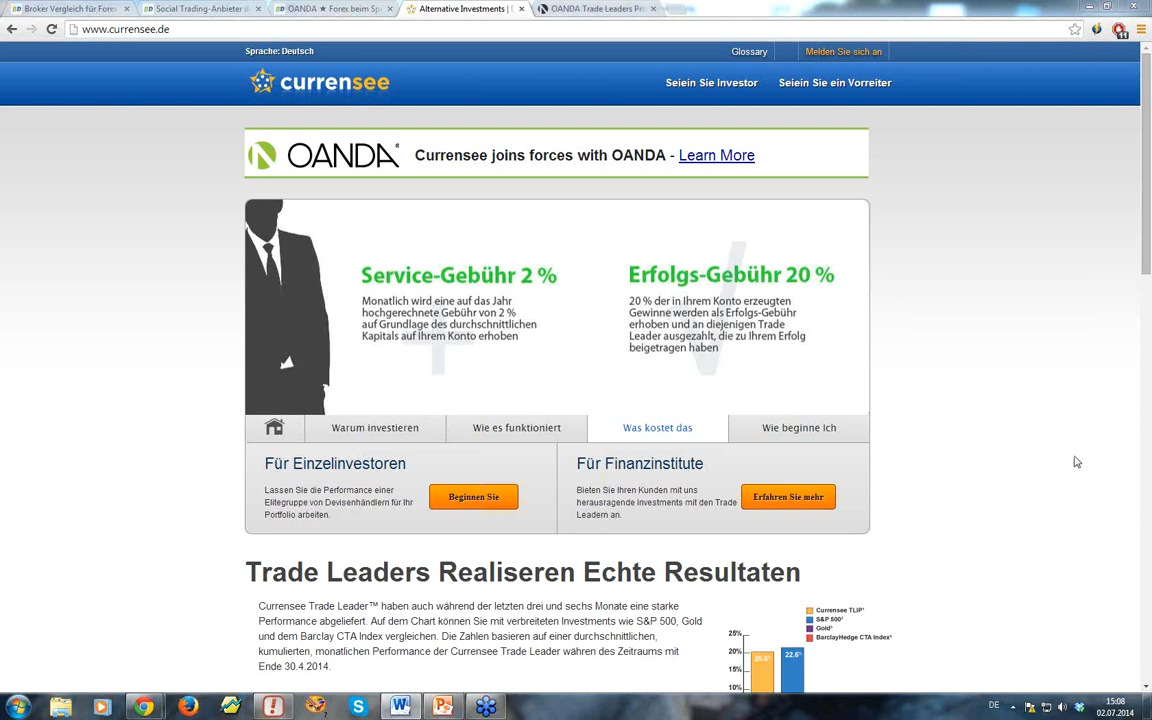 Broker Vergleich für Fore
Social Trading-Anbieter d
OANDA ★ Forex beim Sp
Alternative Investments | 
OANDA Trade Leaders Pr
www.currensee.de
Sprache: Deutsch
Glossary
Melden Sie sich an
currensee
Seiein Sie Investor
Seiein Sie ein Vorreiter
OANDA
Currensee joins forces with OANDA - Learn More
Service-Gebühr 2 %
Monatlich wird eine auf das Jahr
hochgerechnete Gebühr von 2 %
auf Grundlage des durchschnittlichen
Kapitals auf Ihrem Konto erhoben
Erfolgs-Gebühr 20 %
20 % der in Ihrem Konto erzeugten
Gewinne werden als Erfolgs-Gebühr
erhoben und an diejenigen Trade
Leader ausgezahlt, die zu Ihrem Erfolg
beigetragen haben
Warum investieren
Wie es funktioniert
Was kostet das
Wie beginne Ich
Für Einzelinvestoren
Lassen Sie die Performance einer
Elitegruppe von Devisenhändlern für Ihr
Portfolio arbeiten.
Beginnen Sie
Für Finanzinstitute
Bieten Sie Ihren Kunden mit uns
herausragende Investments mit den Trade
Leadern an.
Erfahren Sie mehr
Trade Leaders Realiseren Echte Resultaten
Currensee Trade Leader™ haben auch während der letzten drei und sechs Monate eine starke
Performance abgeliefert. Auf dem Chart können Sie mit verbreiteten Investments wie S&P 500, Gold
und dem Barclay CTA Index vergleichen. Die Zahlen basieren auf einer durchschnittlichen,
kumulierten, monatlichen Performance der Currensee Trade Leader während des Zeitraums mit
Ende 30.4.2014.
Currensee TLIP¹
S&P 500²
Gold³
BarclayHedge CTA Index⁴
25%
20%
15%
10%
22.6%
11
DE
15:08
02.07.2014